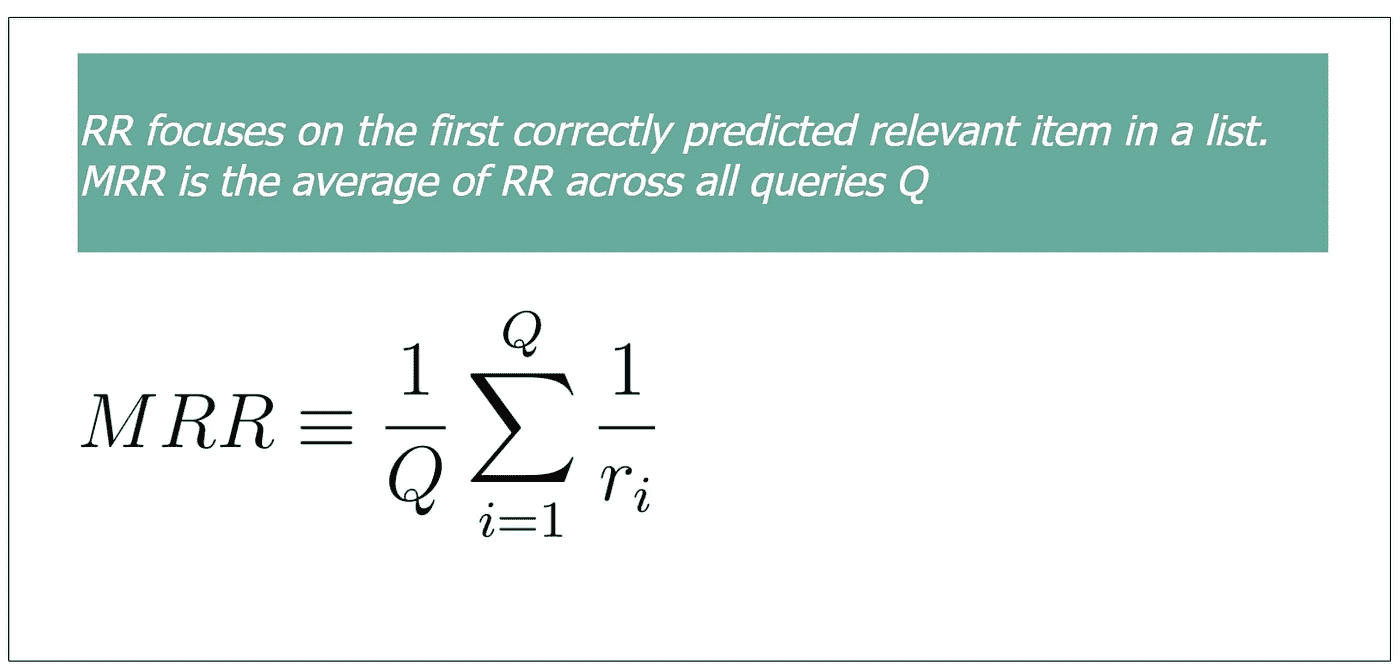 RR focuses on the first correctly predicted relevant item in a list.
MRR is the average of RR across all queries Q
MRR ≡ \frac{1}{Q} \sum_{i=1}^{Q} \frac{1}{r_i}